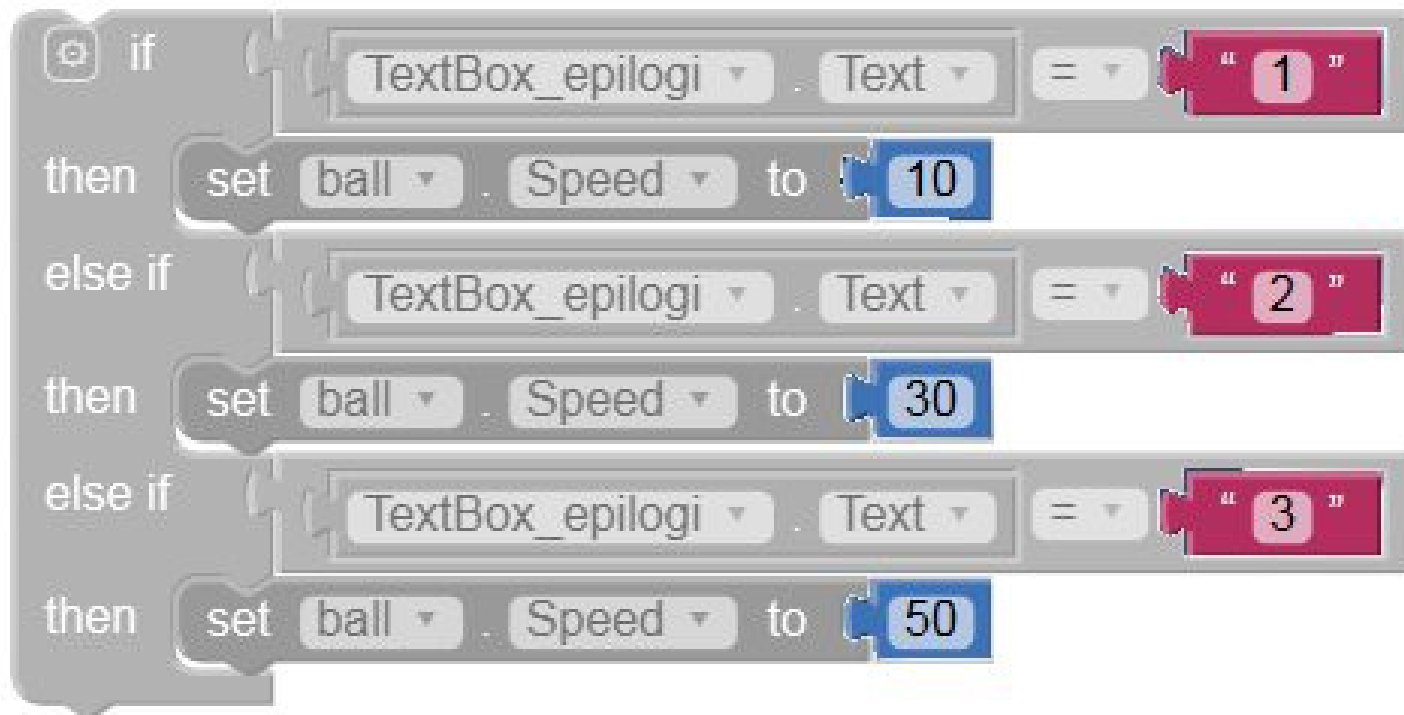 if TextBox_epilogi . Text = “ 1 ”
then set ball . Speed to 10
else if TextBox_epilogi . Text = “ 2 ”
then set ball . Speed to 30
else if TextBox_epilogi . Text = “ 3 ”
then set ball . Speed to 50